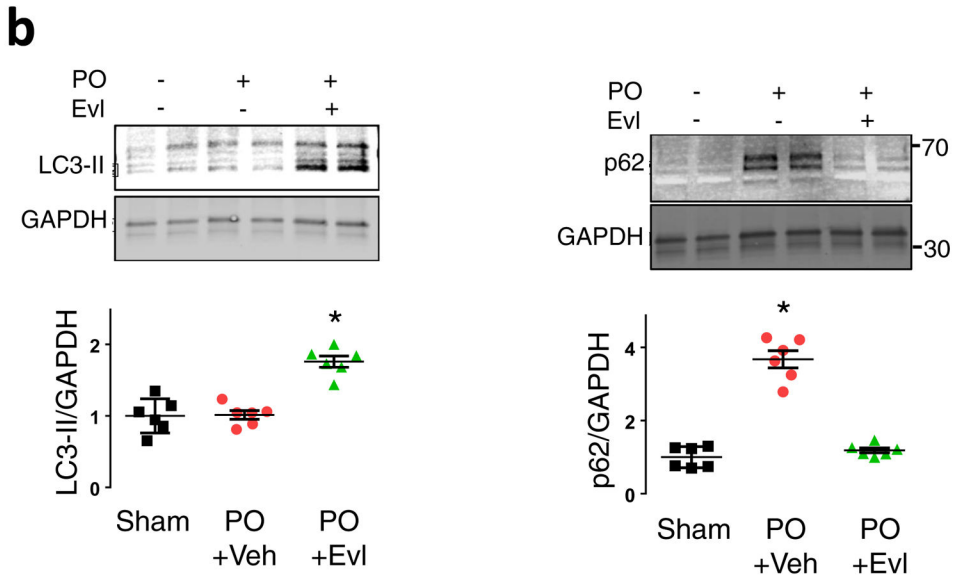 b
PO - + +
Evl - - +
LC3-II
GAPDH
LC3-II/GAPDH
2
1
0
*
Sham PO PO
+Veh +Evl
PO - + +
Evl - - +
p62
70
GAPDH
30
p62/GAPDH
4
2
0
*
Sham PO PO
+Veh +Evl